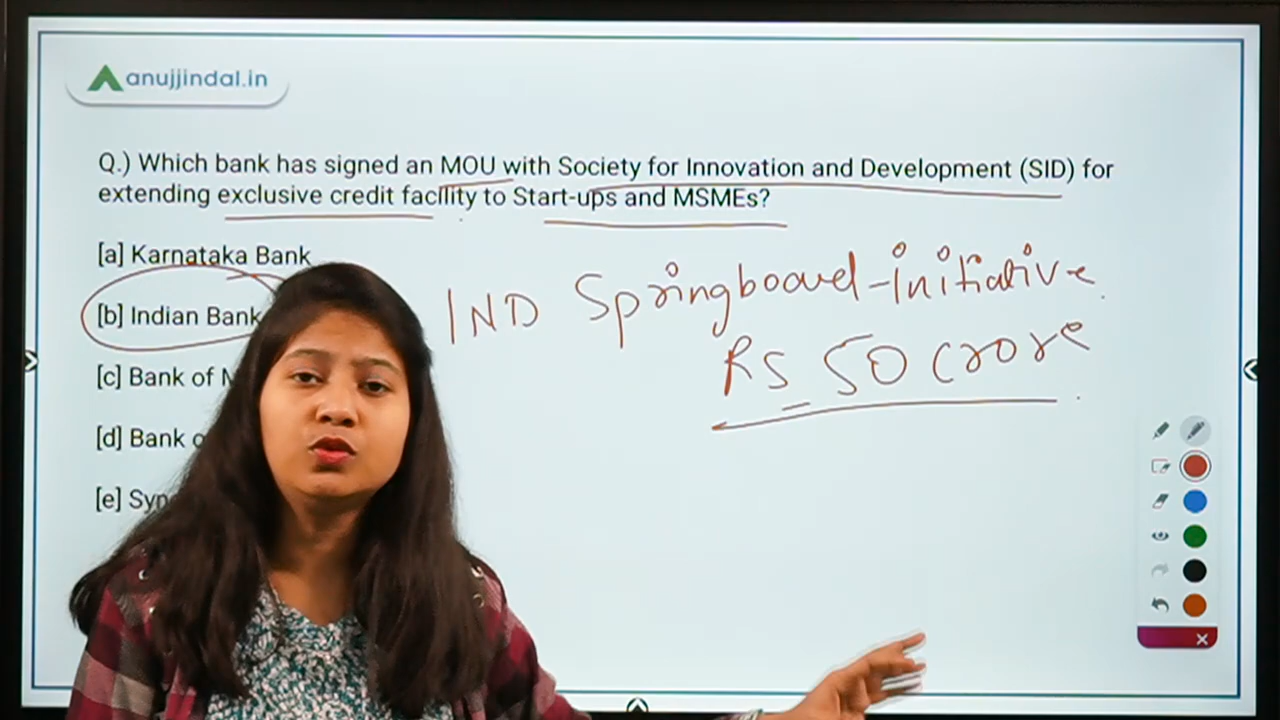 anujjindal.in
Q.) Which bank has signed an MOU with Society for Innovation and Development (SID) for
extending exclusive credit facility to Start-ups and MSMEs?
[a] Karnataka Bank
[b] Indian Bank
[c] Bank of
[d] Bank
[e]
IND Springboard-initiative
RS 50 crore